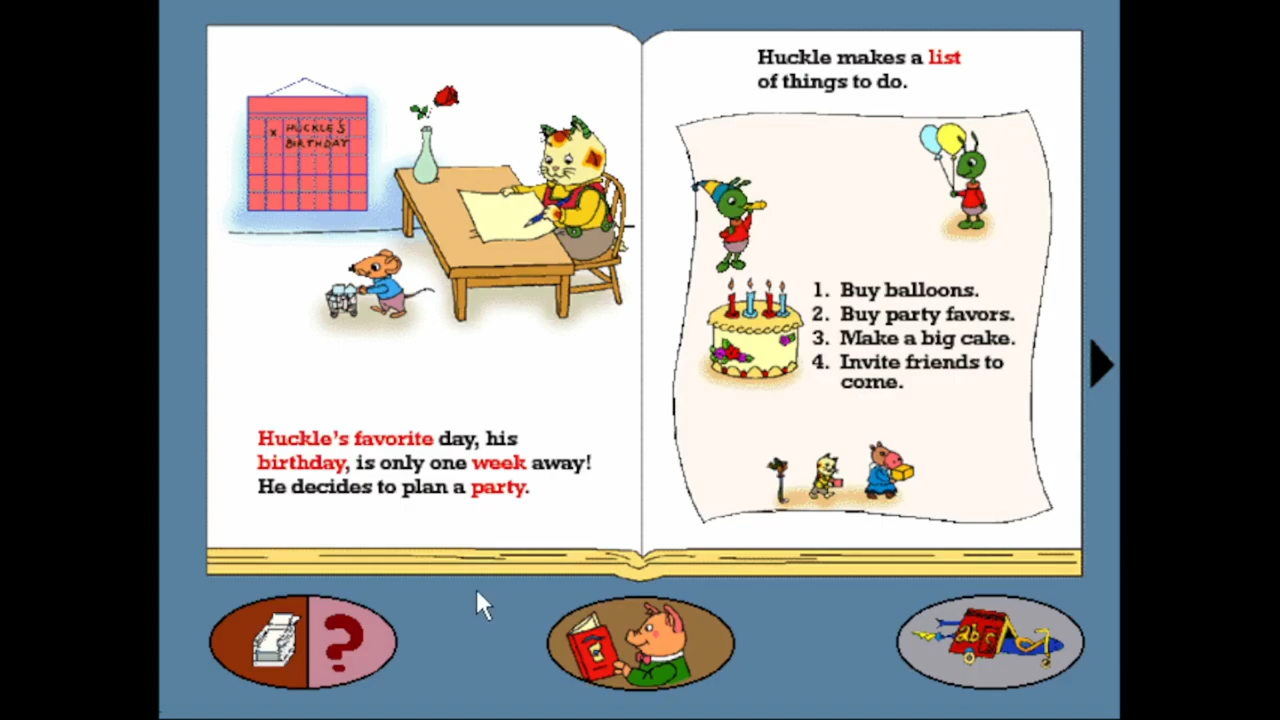 x HUCKLE'S
BIRTHDAY
Huckle's favorite day, his
birthday, is only one week away!
He decides to plan a party.
Huckle makes a list
of things to do.
1. Buy balloons.
2. Buy party favors.
3. Make a big cake.
4. Invite friends to
come.
?
abc